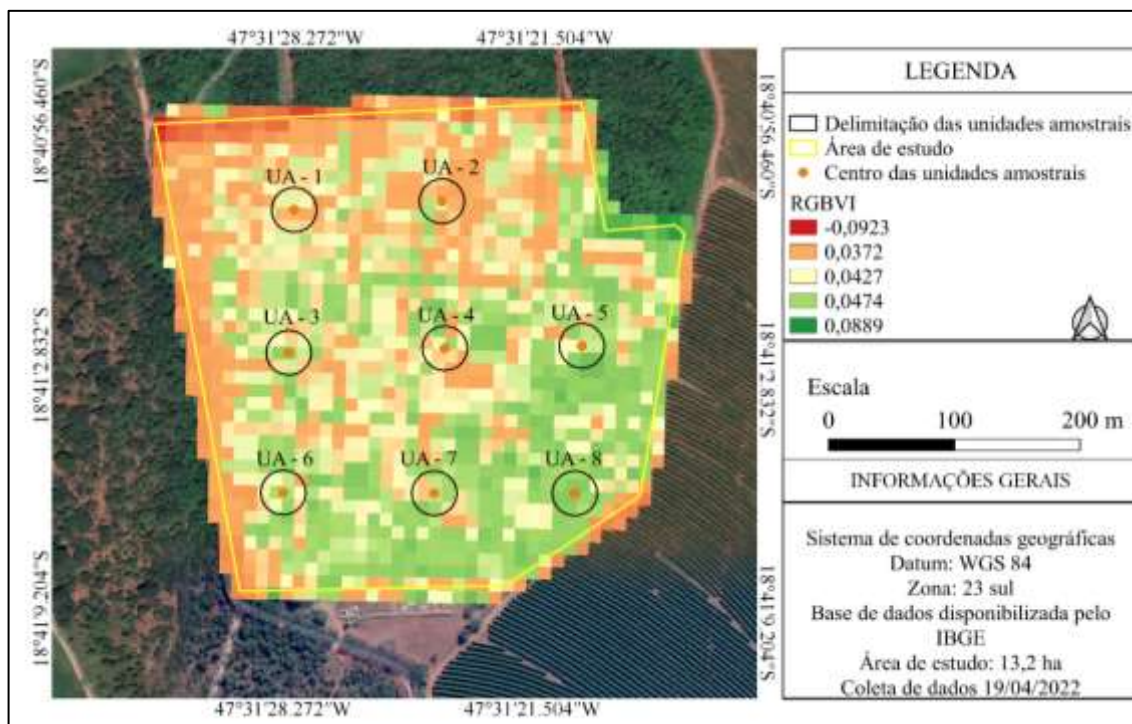 47°31'28.272"W 47°31'21.504"W
18°40'56.460"S
18°41'2.832"S
18°41'9.204"S
UA - 1
UA - 2
UA - 3
UA - 4
UA - 5
UA - 6
UA - 7
UA - 8
18°40'56.460"S
18°41'2.832"S
18°41'9.204"S
47°31'28.272"W 47°31'21.504"W
LEGENDA
Delimitação das unidades amostrais
Área de estudo
Centro das unidades amostrais
RGBVI
-0,0923
0,0372
0,0427
0,0474
0,0889
Escala
0 100 200 m
INFORMAÇÕES GERAIS
Sistema de coordenadas geográficas
Datum: WGS 84
Zona: 23 sul
Base de dados disponibilizada pelo
IBGE
Área de estudo: 13,2 ha
Coleta de dados 19/04/2022